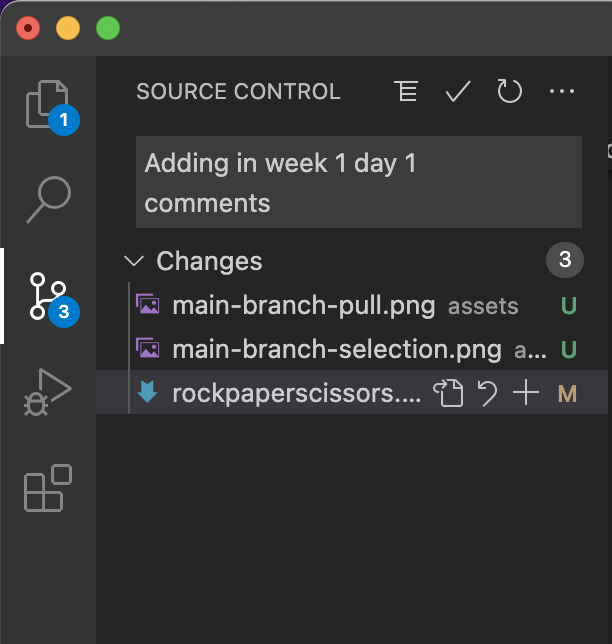 1
SOURCE CONTROL
Adding in week 1 day 1
comments
3
Changes 3
main-branch-pull.png assets U
main-branch-selection.png a... U
rockpaperscissors.... M